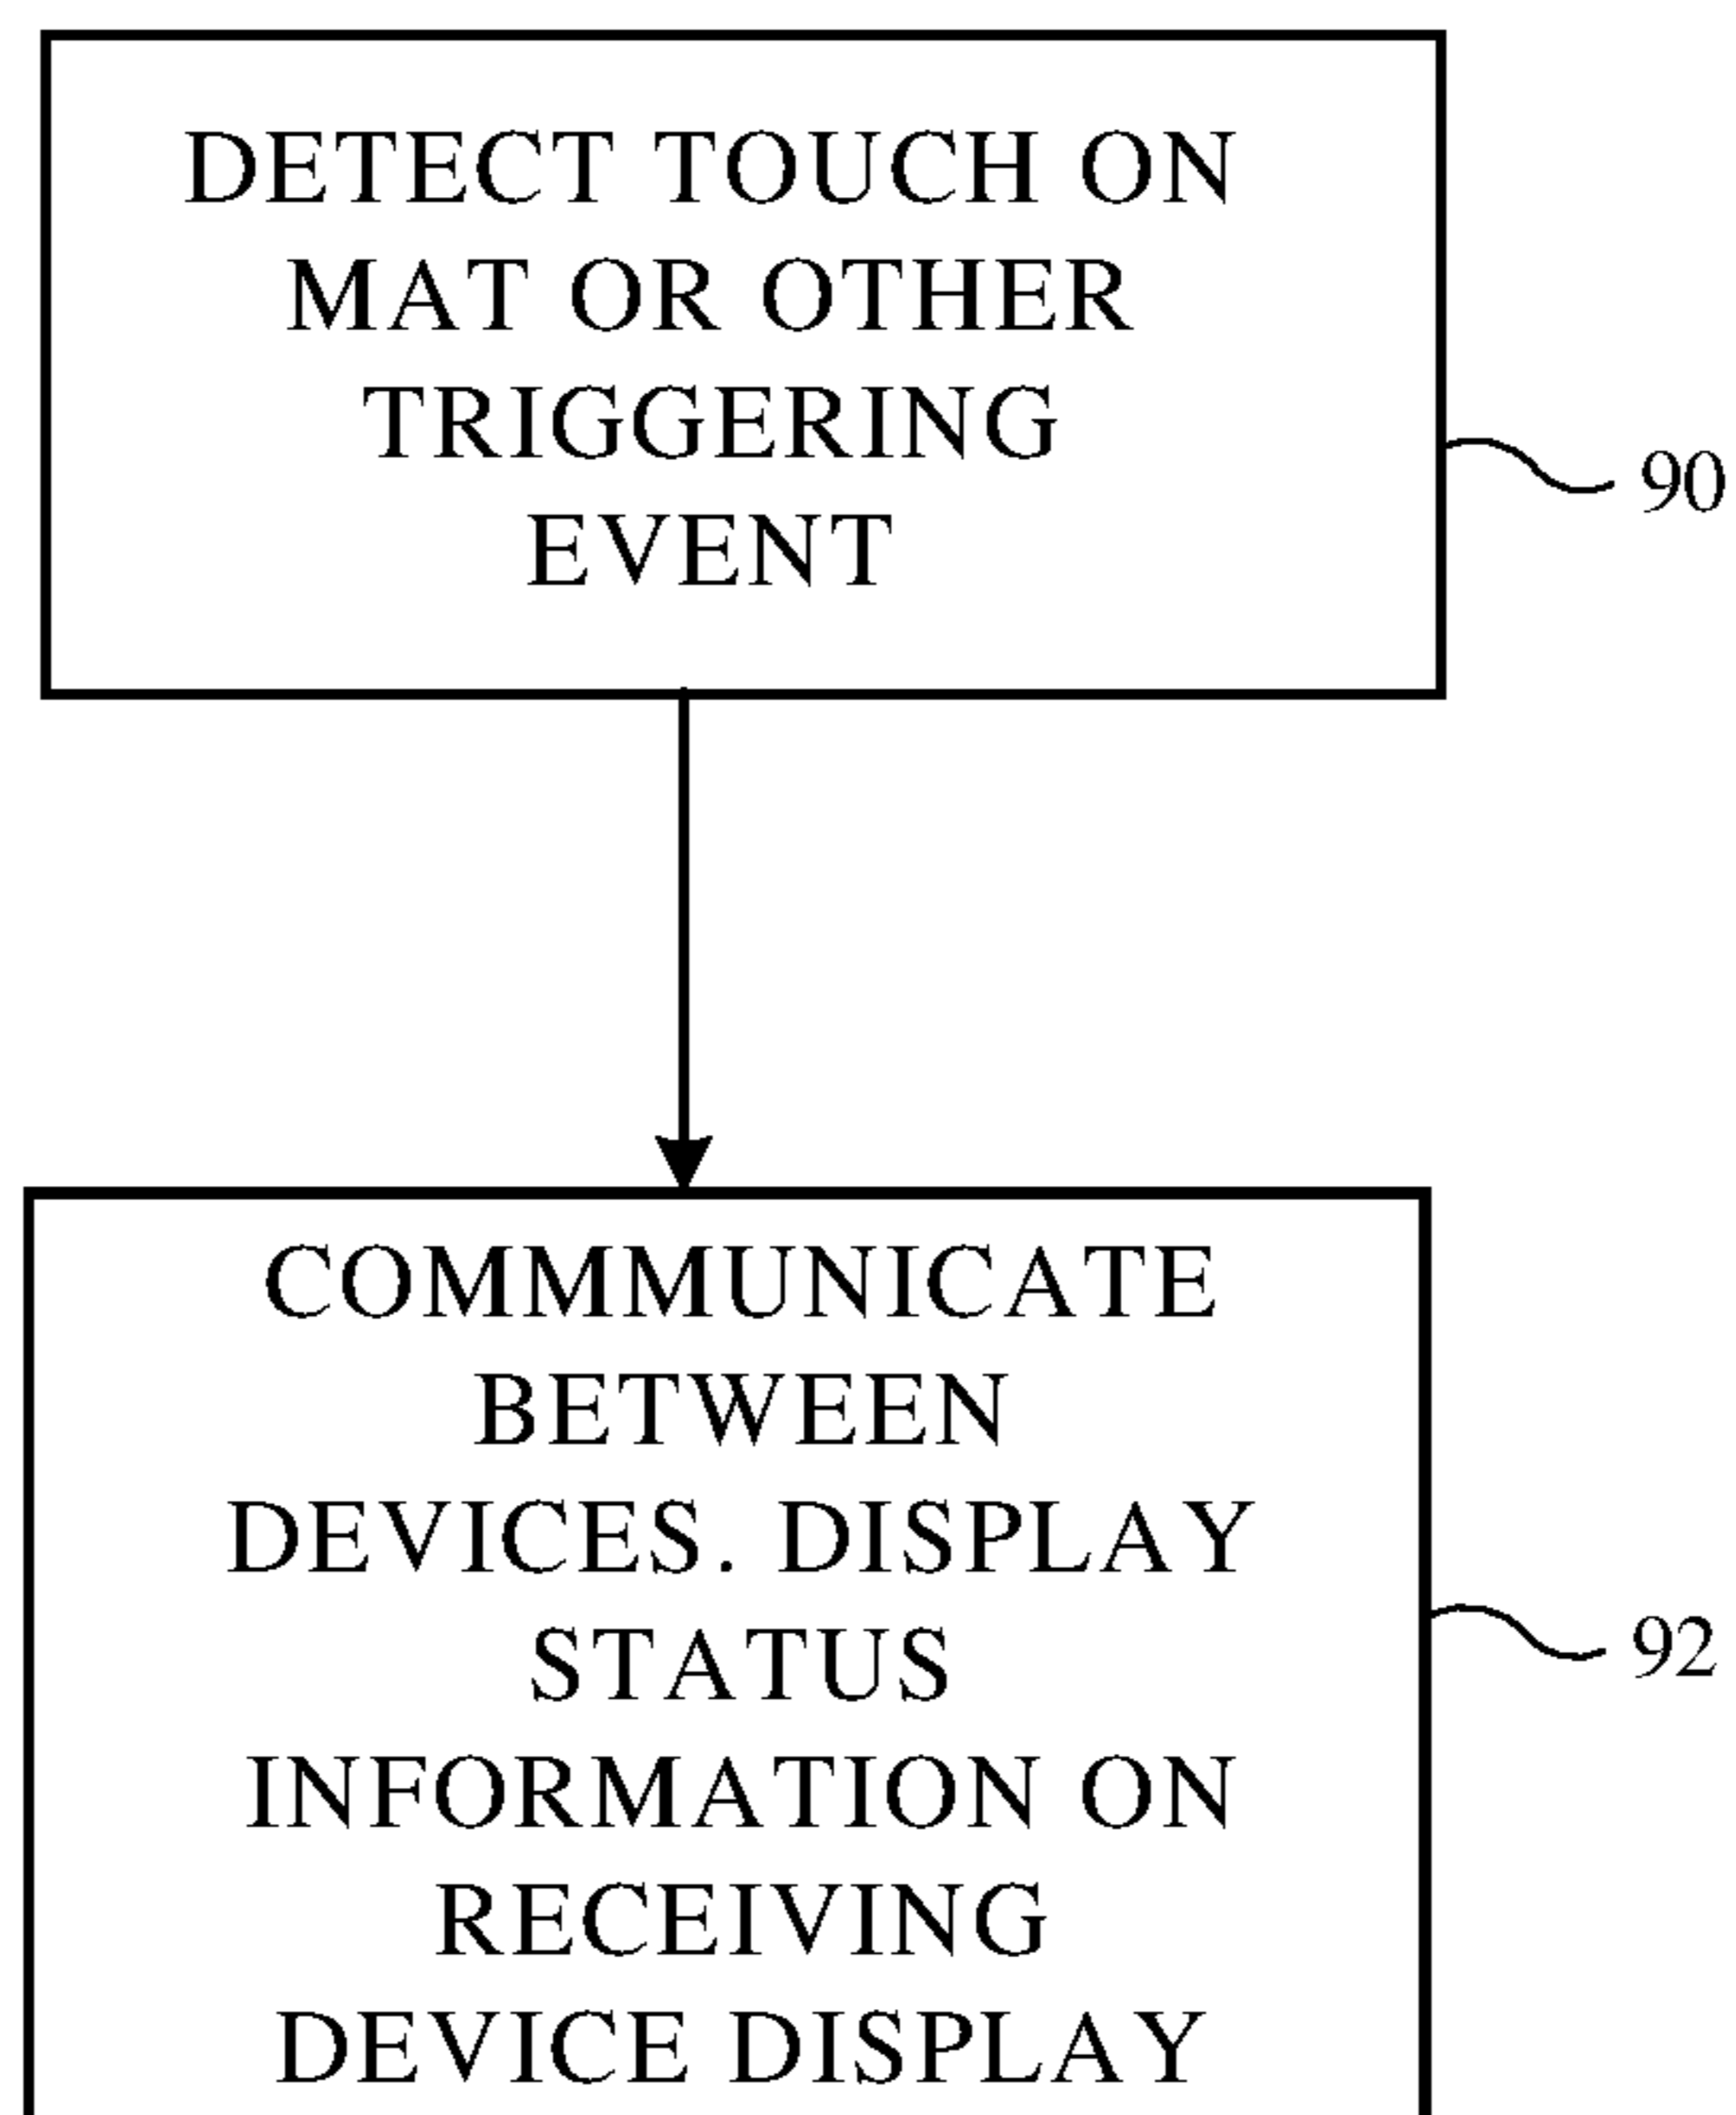 DETECT TOUCH ON
MAT OR OTHER
TRIGGERING
EVENT
90
COMMMUNICATE
BETWEEN
DEVICES. DISPLAY
STATUS
INFORMATION ON
RECEIVING
DEVICE DISPLAY
92